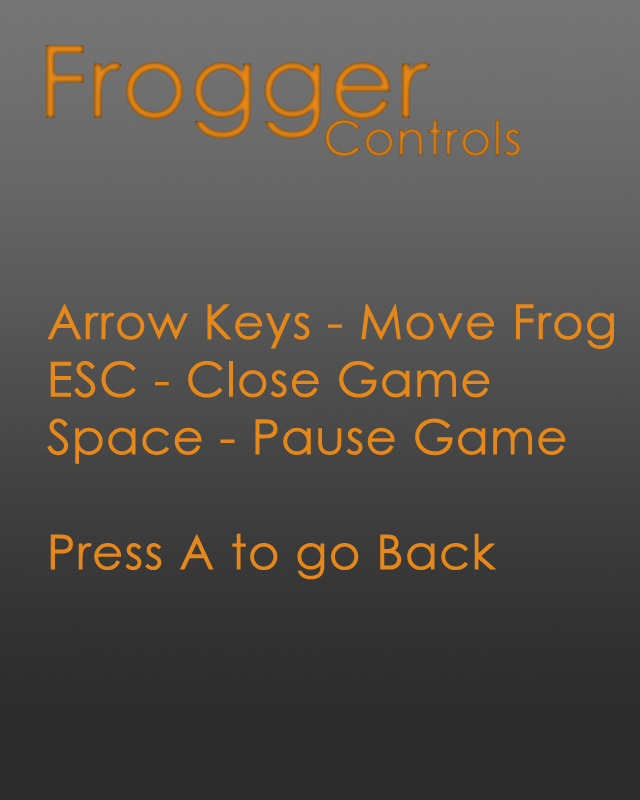 Frogger
Controls
Arrow Keys - Move Frog
ESC - Close Game
Space - Pause Game
Press A to go Back